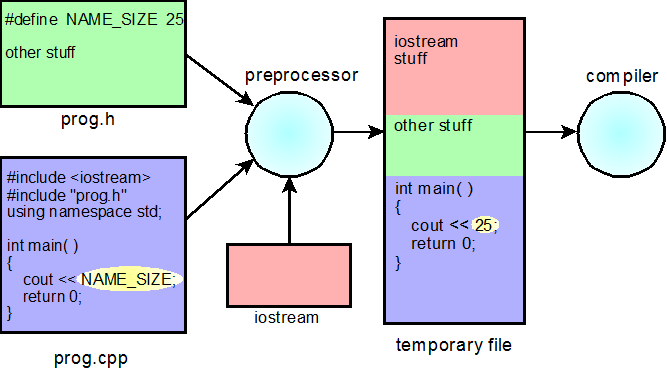 #define NAME_SIZE 25
other stuff
prog.h
#include <iostream>
#include "prog.h"
using namespace std;
int main( )
{
cout << NAME_SIZE;
return 0;
}
prog.cpp
preprocessor
iostream
iostream
stuff
other stuff
int main( )
{
cout << 25;
return 0;
}
temporary file
compiler